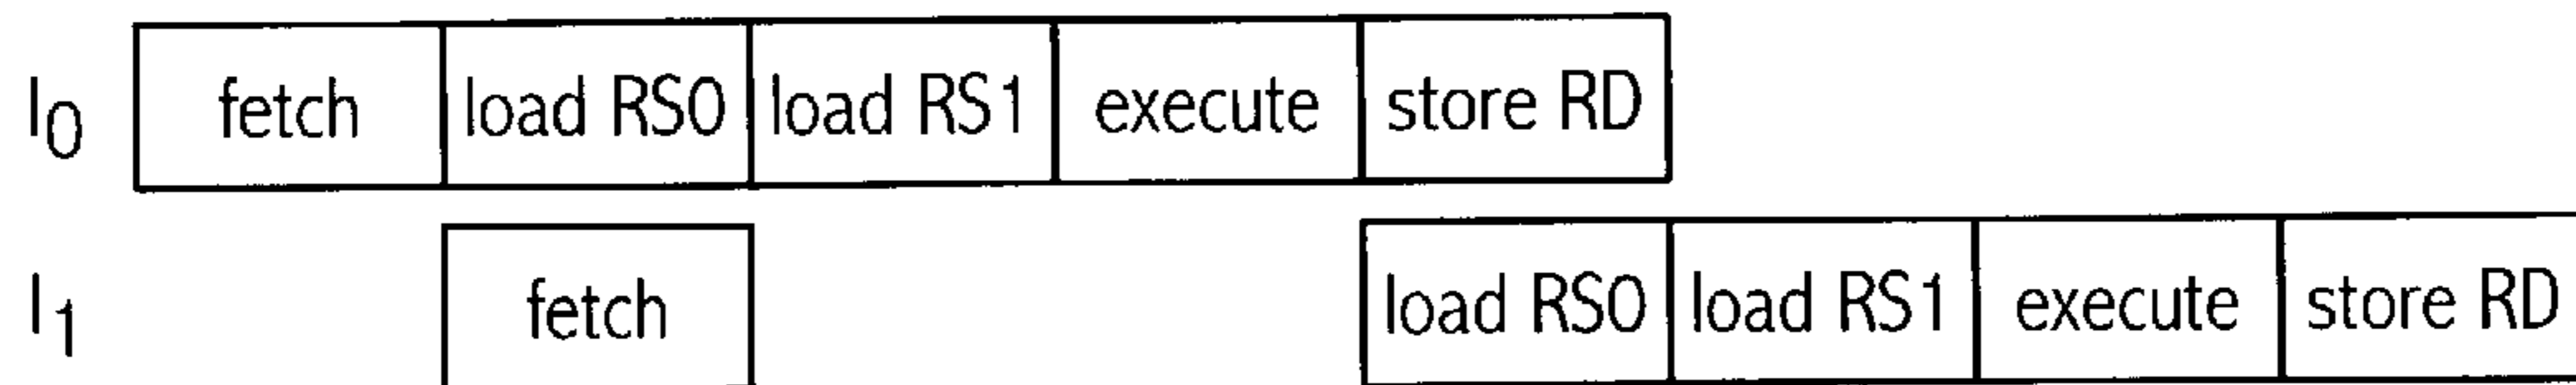 I0 fetch load RS0 load RS1 execute store RD
I1 fetch load RS0 load RS1 execute store RD